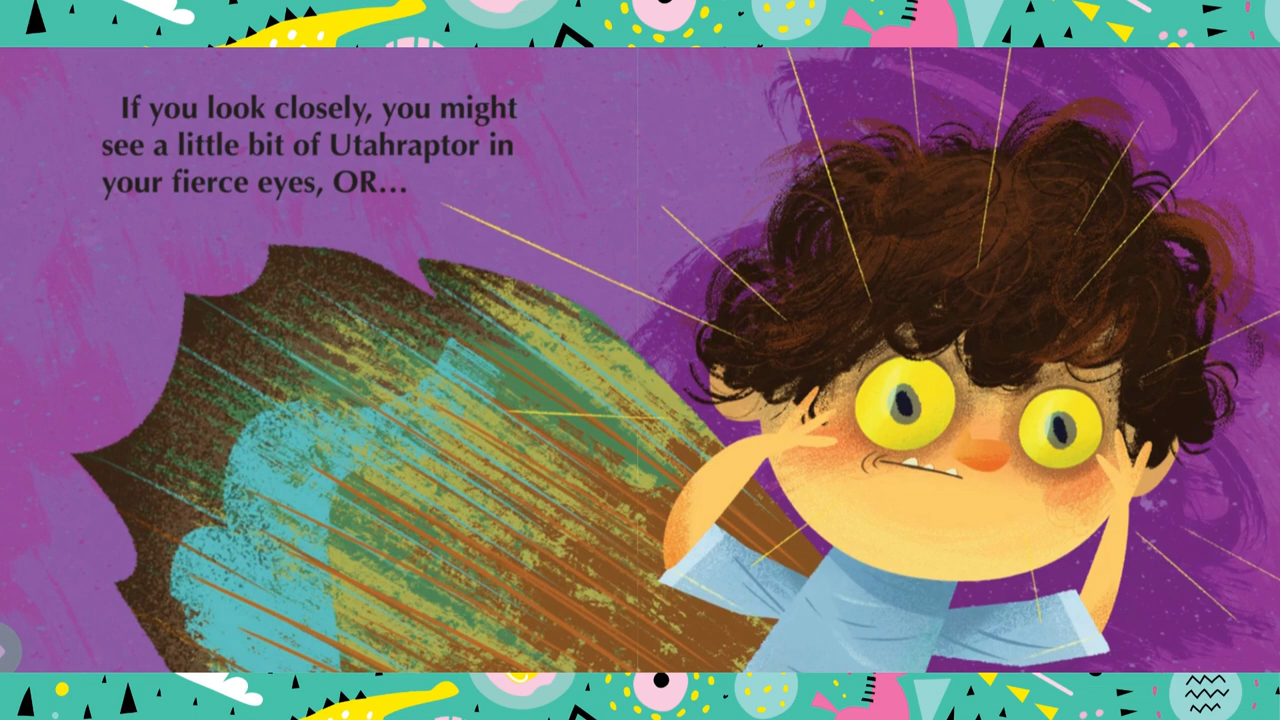 If you look closely, you might
see a little bit of Utahraptor in
your fierce eyes, OR...